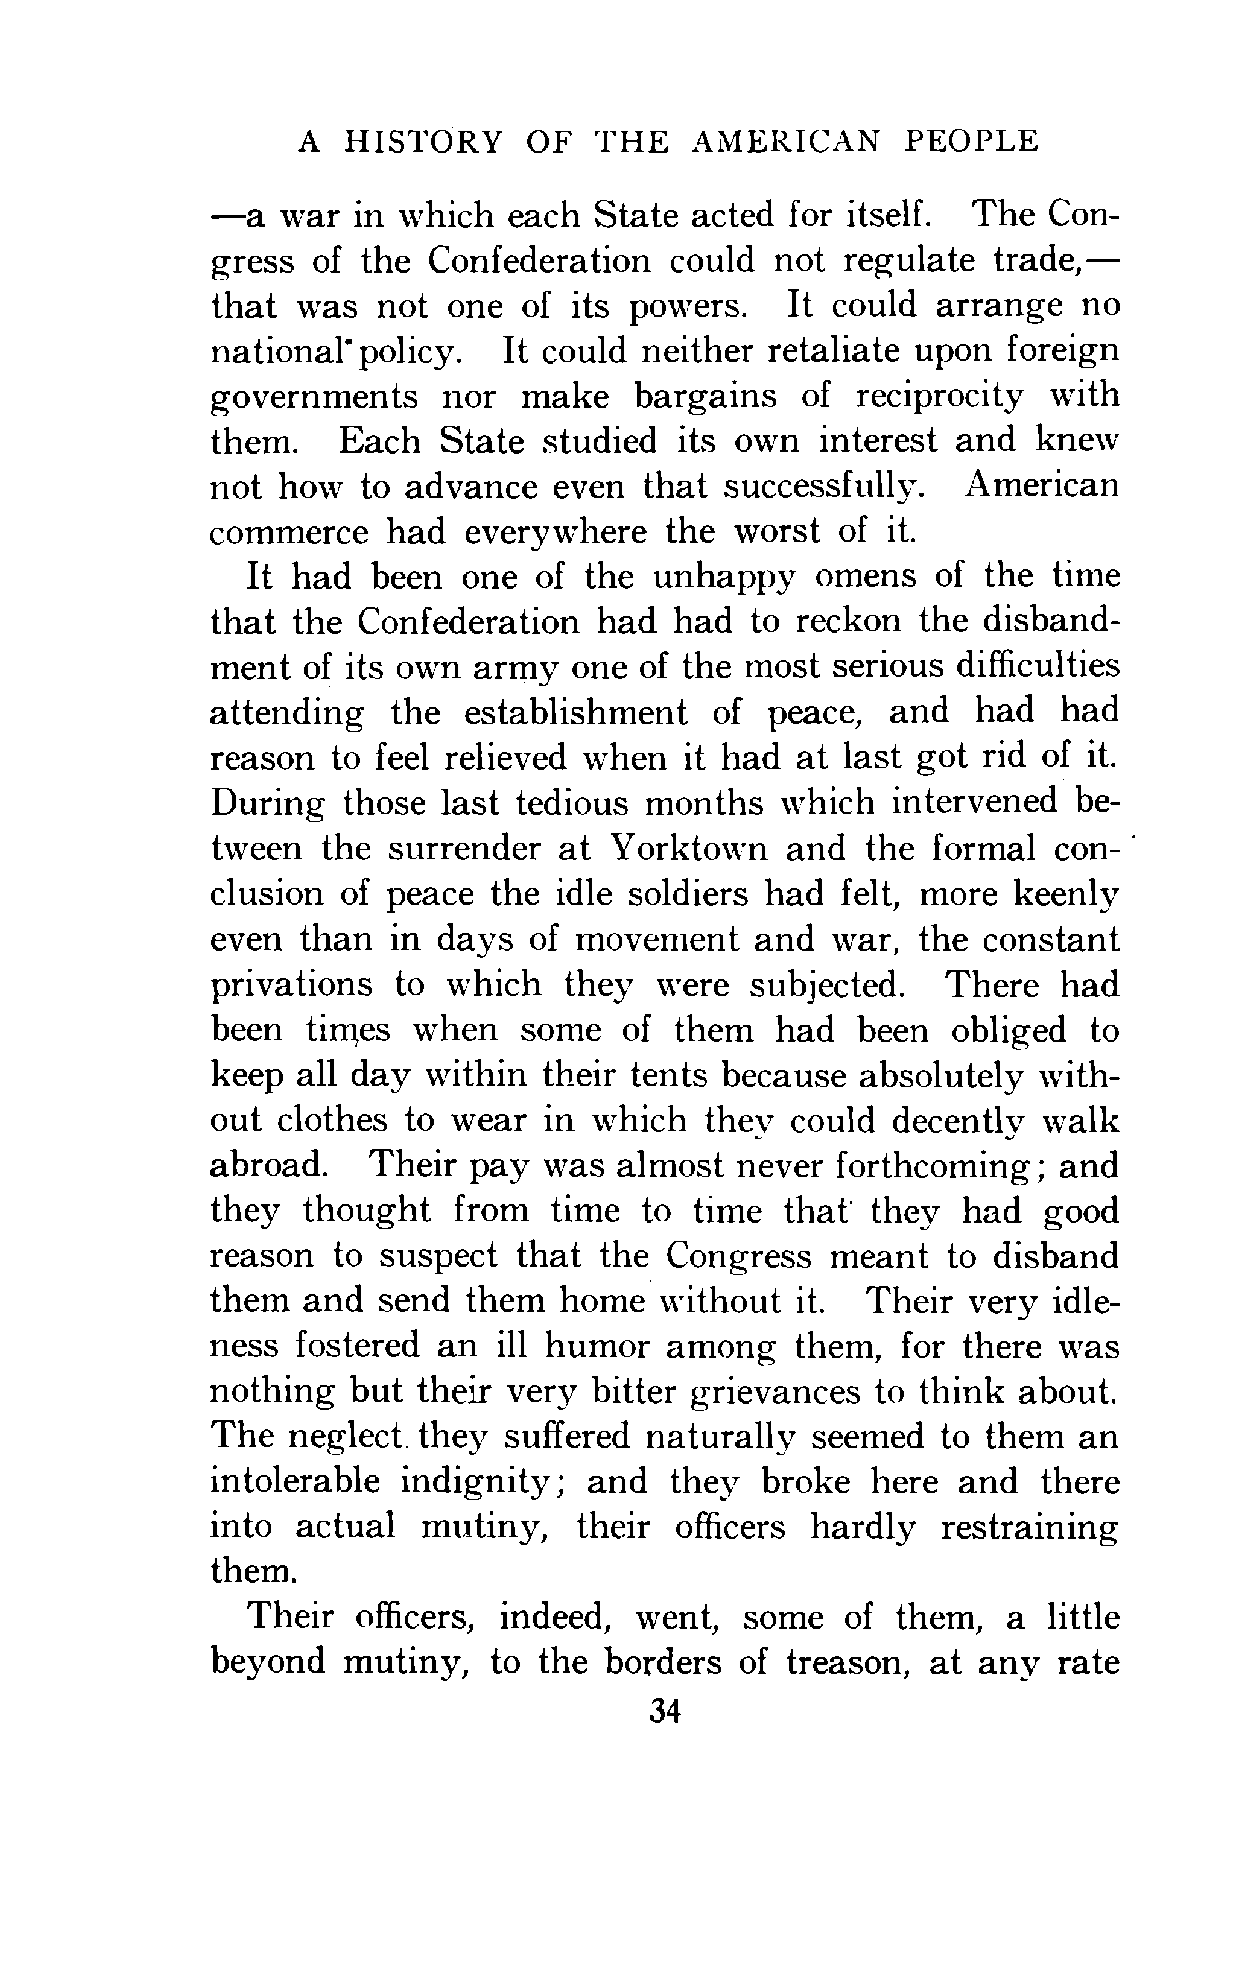 A HISTORY OF THE AMERICAN PEOPLE
—a war in which each State acted for itself. The Con-
gress of the Confederation could not regulate trade,—
that was not one of its powers. It could arrange no
national policy. It could neither retaliate upon foreign
governments nor make bargains of reciprocity with
them. Each State studied its own interest and knew
not how to advance even that successfully. American
commerce had everywhere the worst of it.
It had been one of the unhappy omens of the time
that the Confederation had had to reckon the disband-
ment of its own army one of the most serious difficulties
attending the establishment of peace, and had had
reason to feel relieved when it had at last got rid of it.
During those last tedious months which intervened be-
tween the surrender at Yorktown and the formal con-
clusion of peace the idle soldiers had felt, more keenly
even than in days of movement and war, the constant
privations to which they were subjected. There had
been times when some of them had been obliged to
keep all day within their tents because absolutely with-
out clothes to wear in which they could decently walk
abroad. Their pay was almost never forthcoming; and
they thought from time to time that they had good
reason to suspect that the Congress meant to disband
them and send them home without it. Their very idle-
ness fostered an ill humor among them, for there was
nothing but their very bitter grievances to think about.
The neglect they suffered naturally seemed to them an
intolerable indignity; and they broke here and there
into actual mutiny, their officers hardly restraining
them.
Their officers, indeed, went, some of them, a little
beyond mutiny, to the borders of treason, at any rate
34